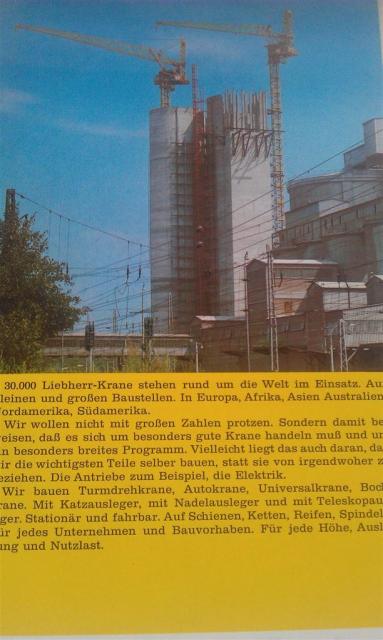 30.000 Liebherr-Krane stehen rund um die Welt im Einsatz. Au
leinen und großen Baustellen. In Europa, Afrika, Asien Australien
Nordamerika, Südamerika.
Wir wollen nicht mit großen Zahlen protzen. Sondern damit be
weisen, daß es sich um besonders gute Krane handeln muß und um
in besonders breites Programm. Vielleicht liegt das auch daran, da
ir die wichtigsten Teile selber bauen, statt sie von irgendwoher z
eziehen. Die Antriebe zum Beispiel, die Elektrik.
Wir bauen Turmdrehkrane, Autokrane, Universalkrane, Boc
rane. Mit Katzausleger, mit Nadelausleger und mit Teleskopau
ger. Stationär und fahrbar. Auf Schienen, Ketten, Reifen, Spindel
ür jedes Unternehmen und Bauvorhaben. Für jede Höhe, Ausl
ung und Nutzlast.